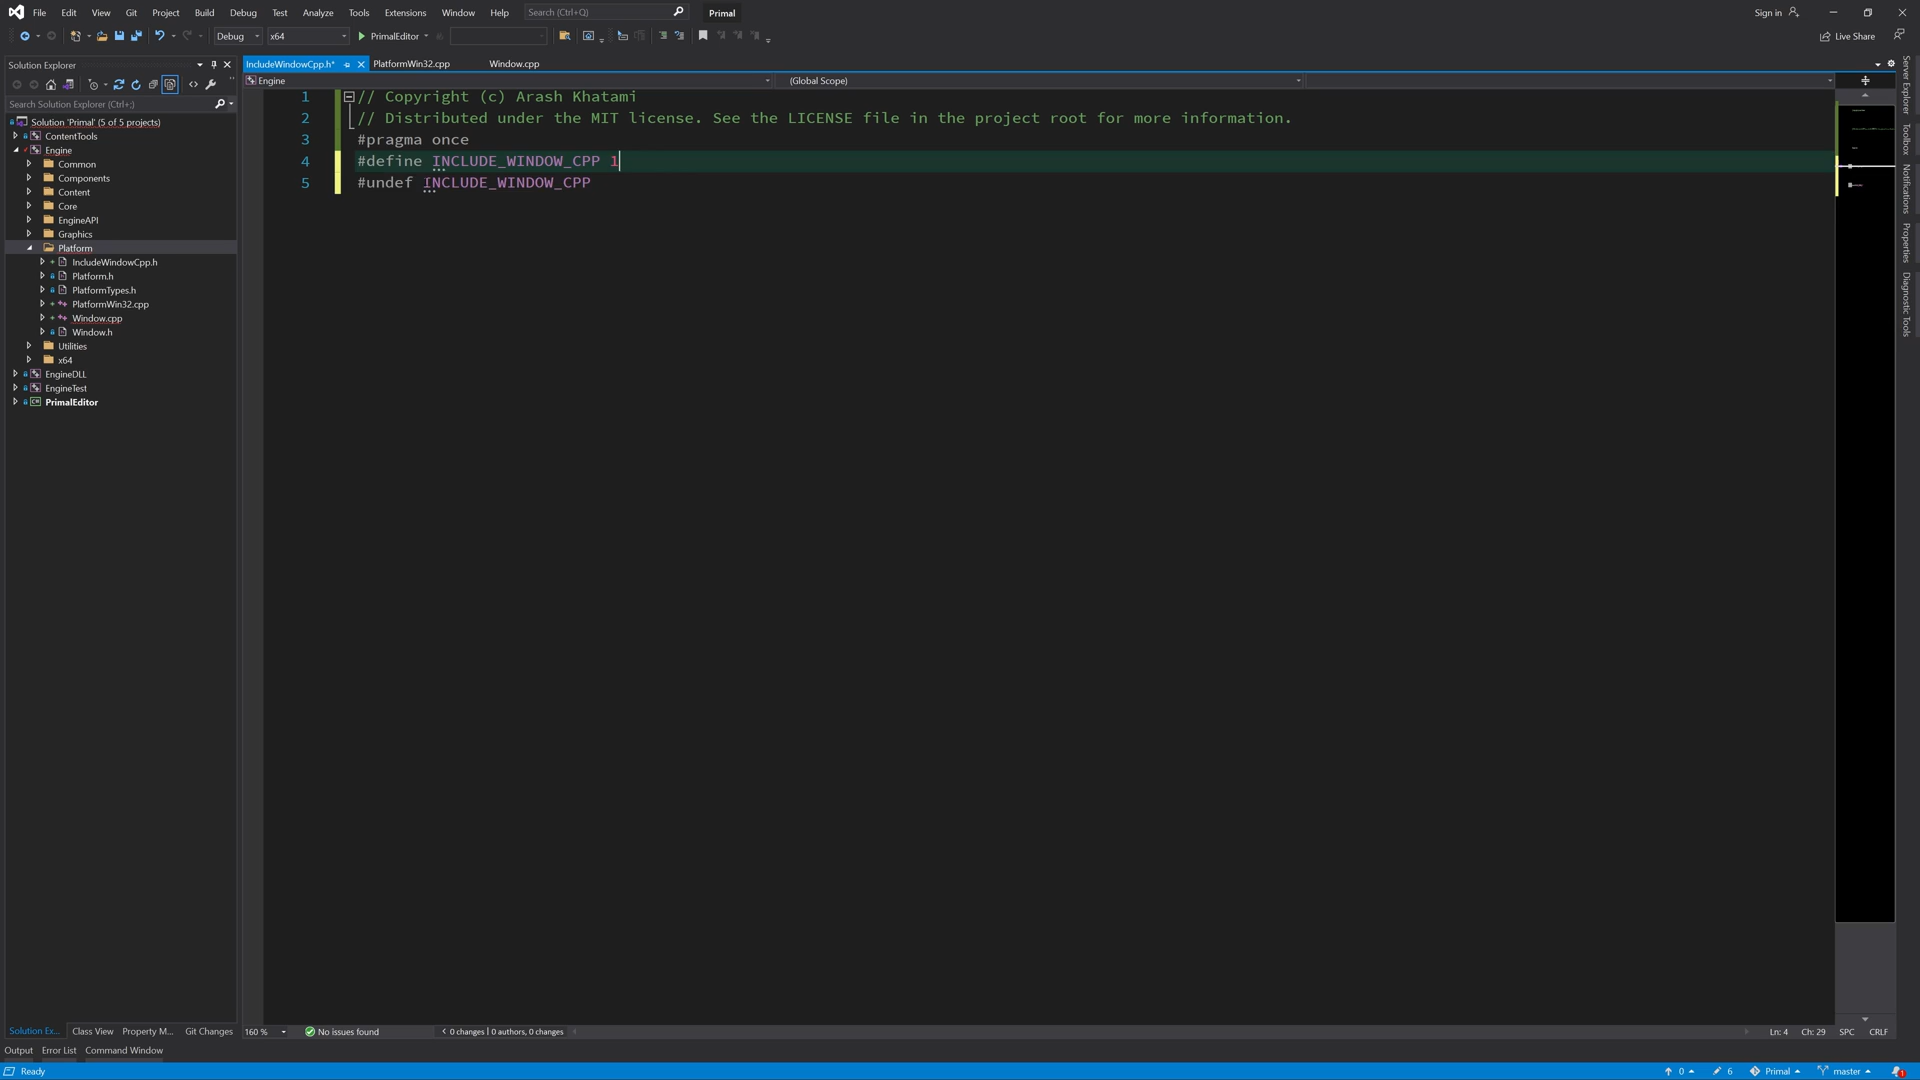 File Edit View Git Project Build Debug Test Analyze Tools Extensions Window Help Search (Ctrl+Q) Primal Sign in
Debug x64 PrimalEditor Live Share
Solution Explorer
Search Solution Explorer (Ctrl+;)
Solution 'Primal' (5 of 5 projects)
ContentTools
Engine
Common
Components
Content
Core
EngineAPI
Graphics
Platform
IncludeWindowCpp.h
Platform.h
PlatformTypes.h
PlatformWin32.cpp
Window.cpp
Window.h
Utilities
x64
EngineDLL
EngineTest
PrimalEditor
Solution Ex... Class View Property M... Git Changes
IncludeWindowCpp.h* PlatformWin32.cpp Window.cpp
Engine (Global Scope)
1 // Copyright (c) Arash Khatami
2 // Distributed under the MIT license. See the LICENSE file in the project root for more information.
3 #pragma once
4 #define INCLUDE_WINDOW_CPP 1
5 #undef INCLUDE_WINDOW_CPP
160 % No issues found 0 changes | 0 authors, 0 changes Ln: 4 Ch: 29 SPC CRLF
Server Explorer
Toolbox
Notifications
Properties
Diagnostic Tools
Output Error List Command Window
Ready 0 6 Primal master 1